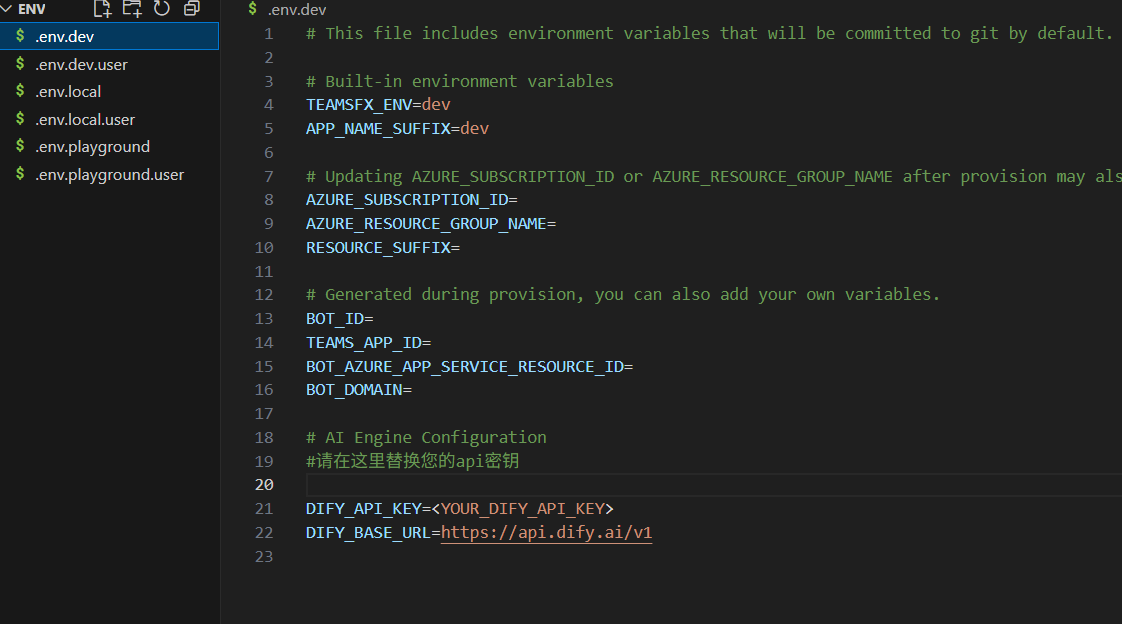 ENV
.env.dev
.env.dev.user
.env.local
.env.local.user
.env.playground
.env.playground.user
$ .env.dev
1 # This file includes environment variables that will be committed to git by default.
2
3 # Built-in environment variables
4 TEAMSFX_ENV=dev
5 APP_NAME_SUFFIX=dev
6
7 # Updating AZURE_SUBSCRIPTION_ID or AZURE_RESOURCE_GROUP_NAME after provision may als
8 AZURE_SUBSCRIPTION_ID=
9 AZURE_RESOURCE_GROUP_NAME=
10 RESOURCE_SUFFIX=
11
12 # Generated during provision, you can also add your own variables.
13 BOT_ID=
14 TEAMS_APP_ID=
15 BOT_AZURE_APP_SERVICE_RESOURCE_ID=
16 BOT_DOMAIN=
17
18 # AI Engine Configuration
19 #请在这里替换您的api密钥
20
21 DIFY_API_KEY=<YOUR_DIFY_API_KEY>
22 DIFY_BASE_URL=https://api.dify.ai/v1
23